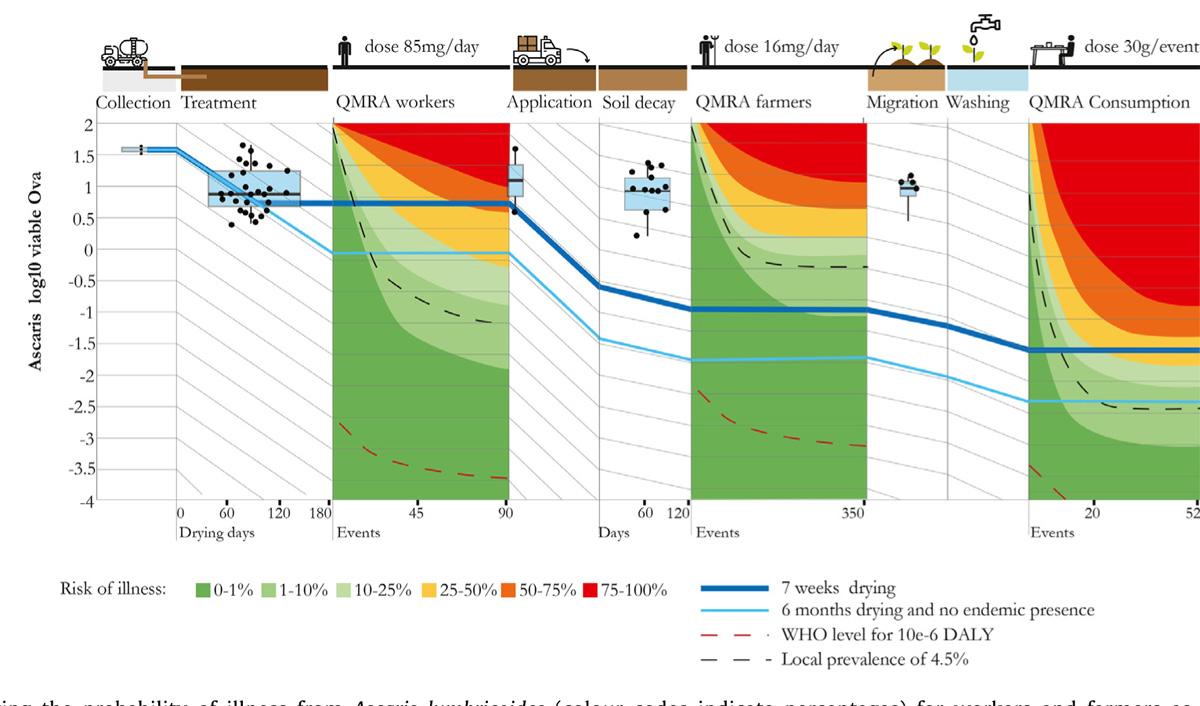 dose 85mg/day
dose 16mg/day
dose 30g/event
Collection
Treatment
QMRA workers
Application
Soil decay
QMRA farmers
Migration
Washing
QMRA Consumption
Ascaris log10 viable Ova
2
1.5
1
0.5
0
-0.5
-1
-1.5
-2
-2.5
-3
-3.5
-4
0 60 120 180
Drying days
45 90
Events
60 120
Days
350
Events
20 52
Events
Risk of illness: 0-1% 1-10% 10-25% 25-50% 50-75% 75-100%
7 weeks drying
6 months drying and no endemic presence
WHO level for 10e-6 DALY
Local prevalence of 4.5%
the probability of illness from Ascaris lumbricoides (colour codes indicate percentages) for workers and farmers